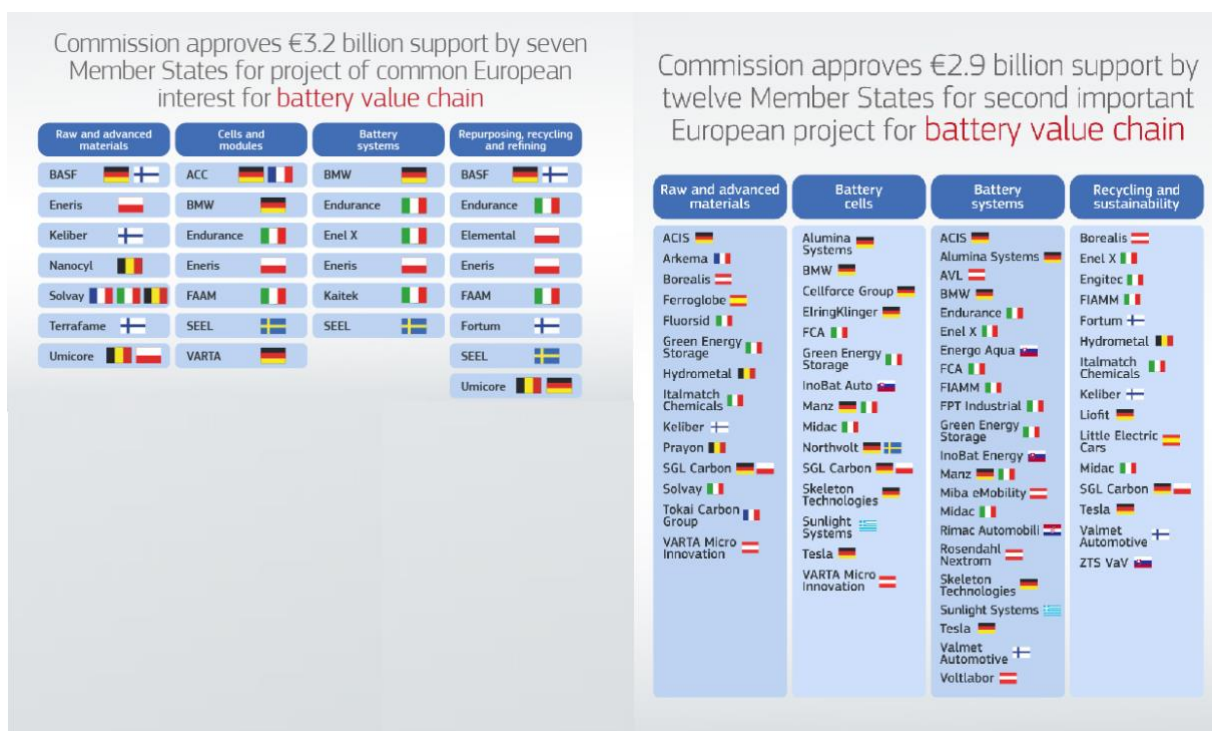 Commission approves €3.2 billion support by seven
Member States for project of common European
interest for battery value chain
Raw and advanced
materials
BASF
Eneris
Keliber
Nanocyl
Solvay
Terrafame
Umicore
Cells and
modules
ACC
BMW
Endurance
Eneris
FAAM
SEEL
VARTA
Battery
systems
BMW
Endurance
Enel X
Eneris
Kaitek
SEEL
Repurposing, recycling
and refining
BASF
Endurance
Elemental
Eneris
FAAM
Fortum
SEEL
Umicore
Commission approves €2.9 billion support by
twelve Member States for second important
European project for battery value chain
Raw and advanced
materials
ACIS
Arkema
Borealis
Ferroglobe
Fluorsid
Green Energy
Storage
Hydrometal
Italmatch
Chemicals
Keliber
Prayon
SGL Carbon
Solvay
Tokai Carbon
Group
VARTA Micro
Innovation
Battery
cells
Alumina
Systems
BMW
Cellforce Group
ElringKlinger
FCA
Green Energy
Storage
InoBat Auto
Manz
Midac
Northvolt
SGL Carbon
Skeleton
Technologies
Sunlight
Systems
Tesla
VARTA Micro
Innovation
Battery
systems
ACIS
Alumina Systems
AVL
BMW
Endurance
Enel X
Energo Aqua
FCA
FIAMM
FPT Industrial
Green Energy
Storage
InoBat Energy
Manz
Miba eMobility
Midac
Rimac Automobili
Rosendahl
Nextrom
Skeleton
Technologies
Sunlight Systems
Tesla
Valmet
Automotive
Voltlabor
Recycling and
sustainability
Borealis
Enel X
Engitec
FIAMM
Fortum
Hydrometal
Italmatch
Chemicals
Keliber
Liofit
Little Electric
Cars
Midac
SGL Carbon
Tesla
Valmet
Automotive
ZTS VaV